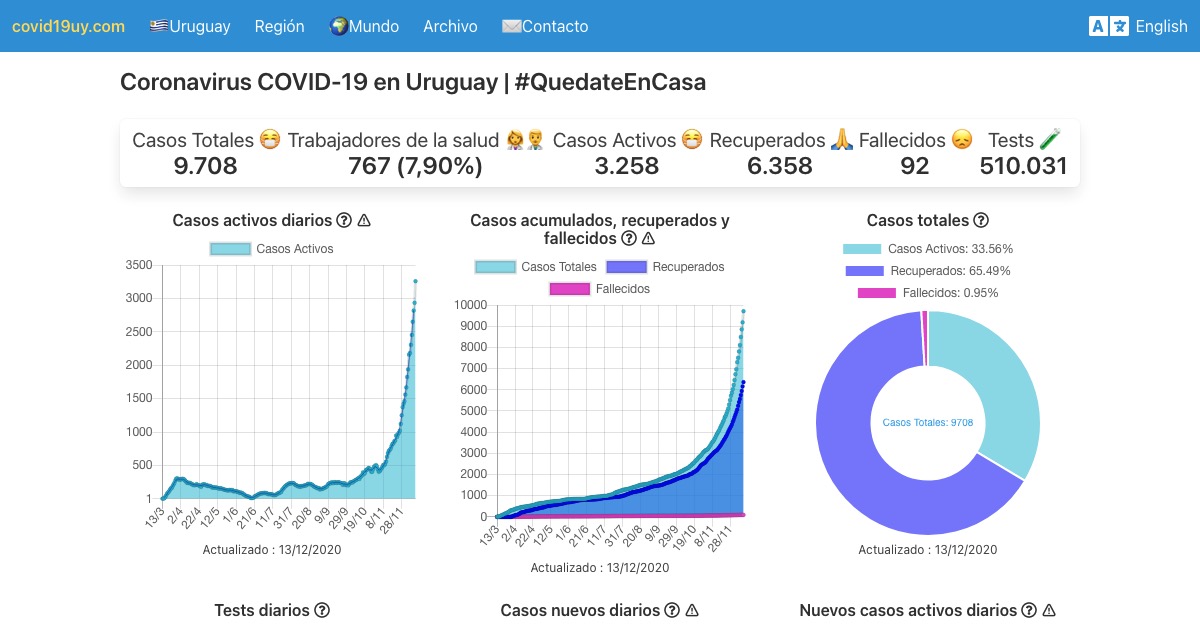 covid19uy.com Uruguay Región Mundo Archivo Contacto A English
Coronavirus COVID-19 en Uruguay | #QuedateEnCasa
Casos Totales Trabajadores de la salud Casos Activos Recuperados Fallecidos Tests
9.708 767 (7,90%) 3.258 6.358 92 510.031
Casos activos diarios
Casos Activos
3500
3000
2500
2000
1500
1000
500
1
13/3 2/4 22/4 12/5 1/6 21/6 11/7 31/7 20/8 9/9 29/9 19/10 8/11 28/11
Actualizado : 13/12/2020
Casos acumulados, recuperados y
fallecidos
Casos Totales Recuperados
Fallecidos
10000
9000
8000
7000
6000
5000
4000
3000
2000
1000
0
13/3 2/4 22/4 12/5 1/6 21/6 11/7 31/7 20/8 9/9 29/9 19/10 8/11 28/11
Actualizado : 13/12/2020
Casos totales
Casos Activos: 33.56%
Recuperados: 65.49%
Fallecidos: 0.95%
Casos Totales: 9708
Actualizado : 13/12/2020
Tests diarios
Casos nuevos diarios
Nuevos casos activos diarios